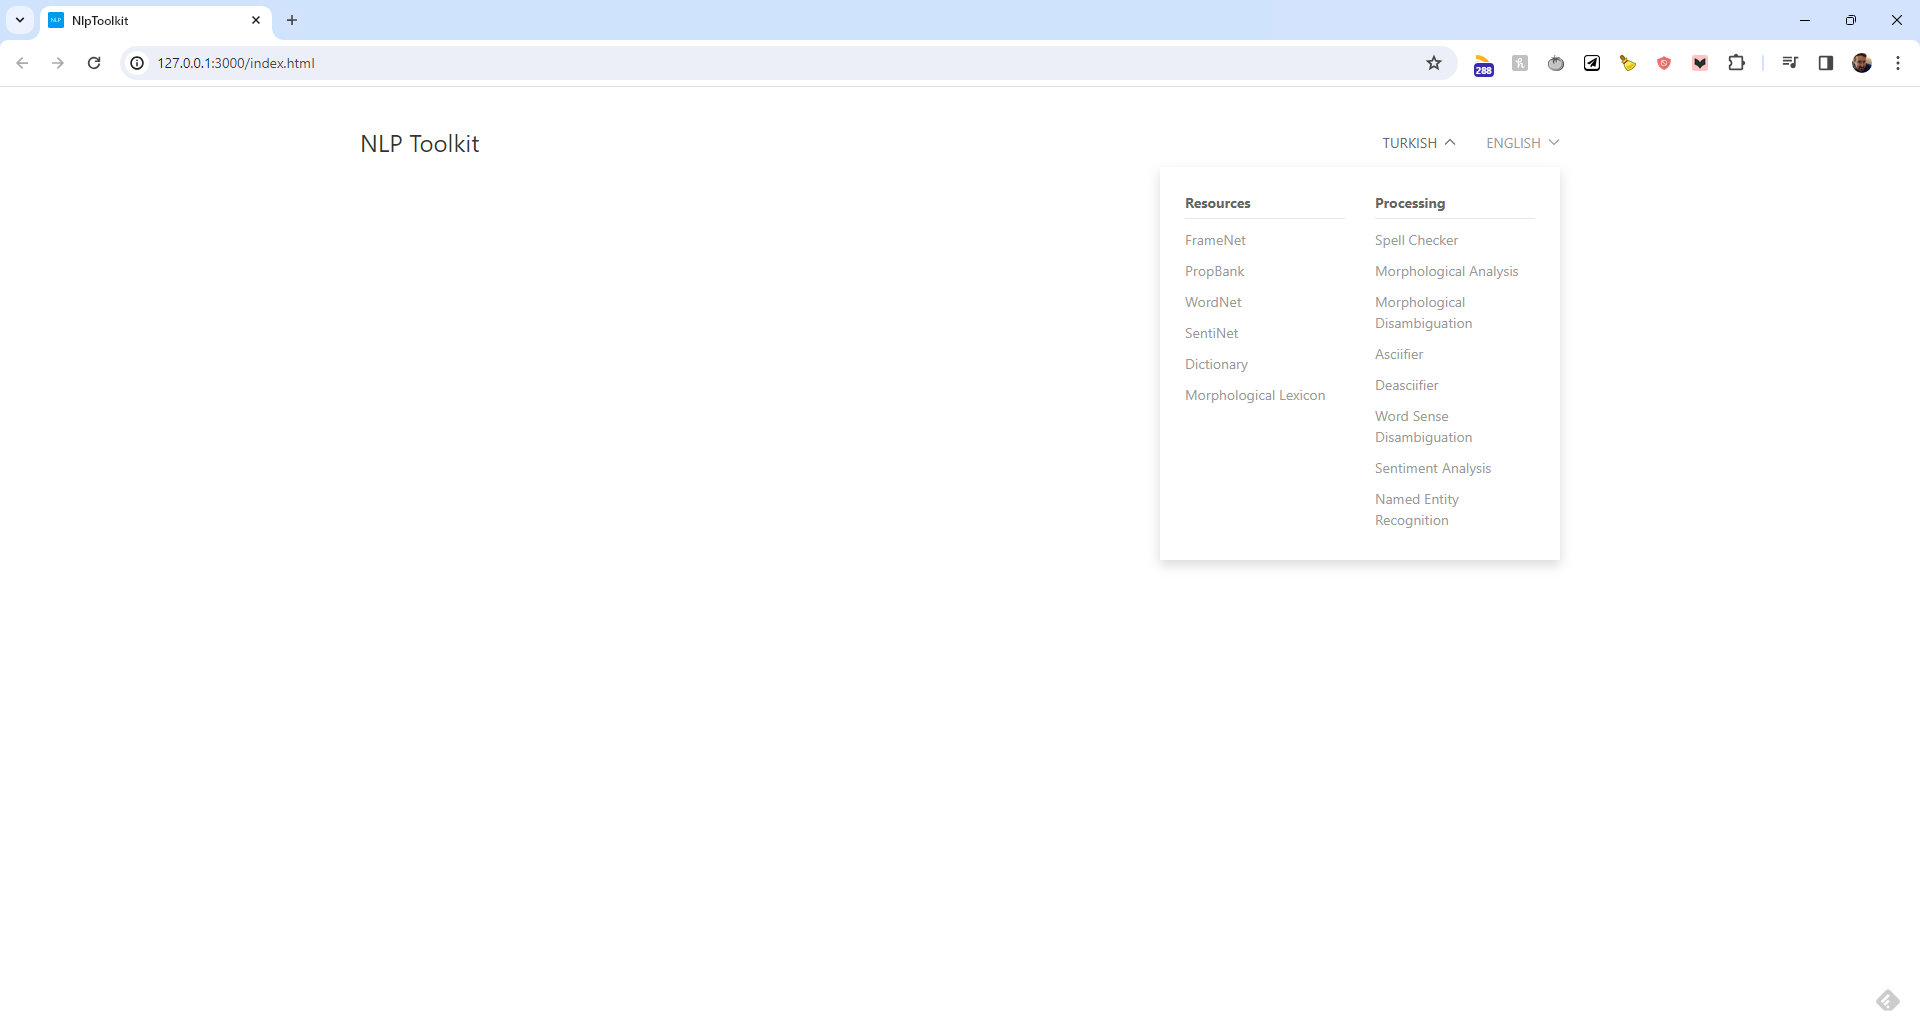 NLP
NlpToolkit
127.0.0.1:3000/index.html
288
NLP Toolkit
TURKISH
ENGLISH
Resources
FrameNet
PropBank
WordNet
SentiNet
Dictionary
Morphological Lexicon
Processing
Spell Checker
Morphological Analysis
Morphological
Disambiguation
Asciifier
Deasciifier
Word Sense
Disambiguation
Sentiment Analysis
Named Entity
Recognition